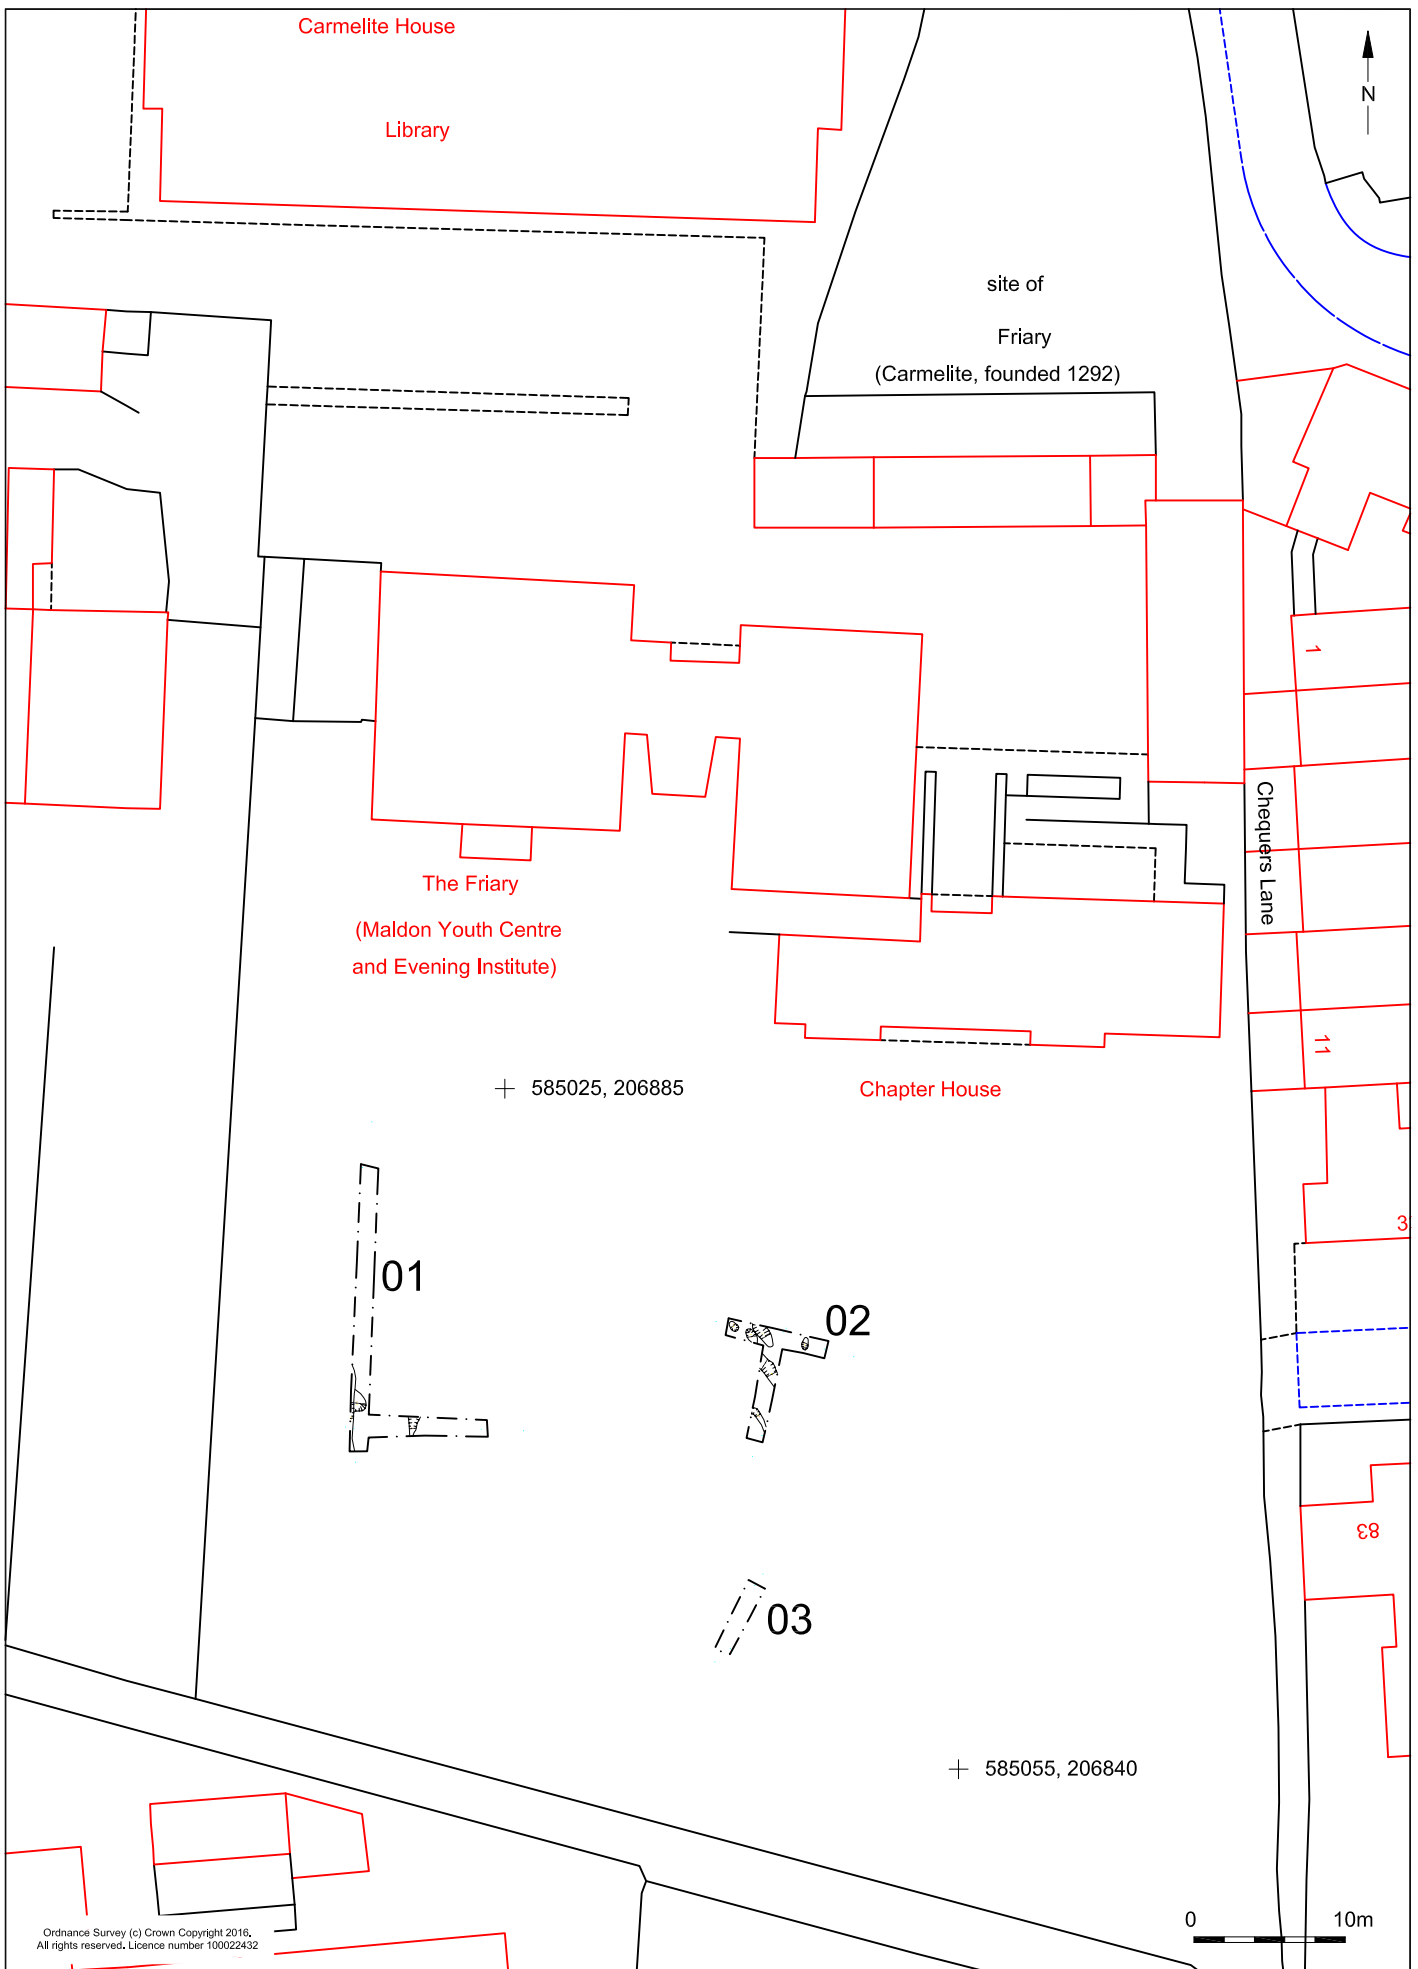 Carmelite House
N
Library
site of
Friary
(Carmelite, founded 1292)
1
Chequers Lane
The Friary
(Maldon Youth Centre
and Evening Institute)
11
585025, 206885
Chapter House
3
01
02
83
03
585055, 206840
0 10m
Ordnance Survey (c) Crown Copyright 2016.
All rights reserved. Licence number 100022432